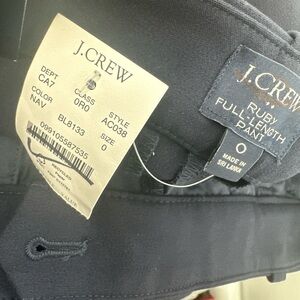 J.CREW
DEPT CLASS STYLE
CA7 0R0 AC038
COLOR SIZE
NAV BL8133 0
099105587535
J.CREW
RUBY
FULL-LENGTH
PANT
0
MADE IN
SRI LANKA